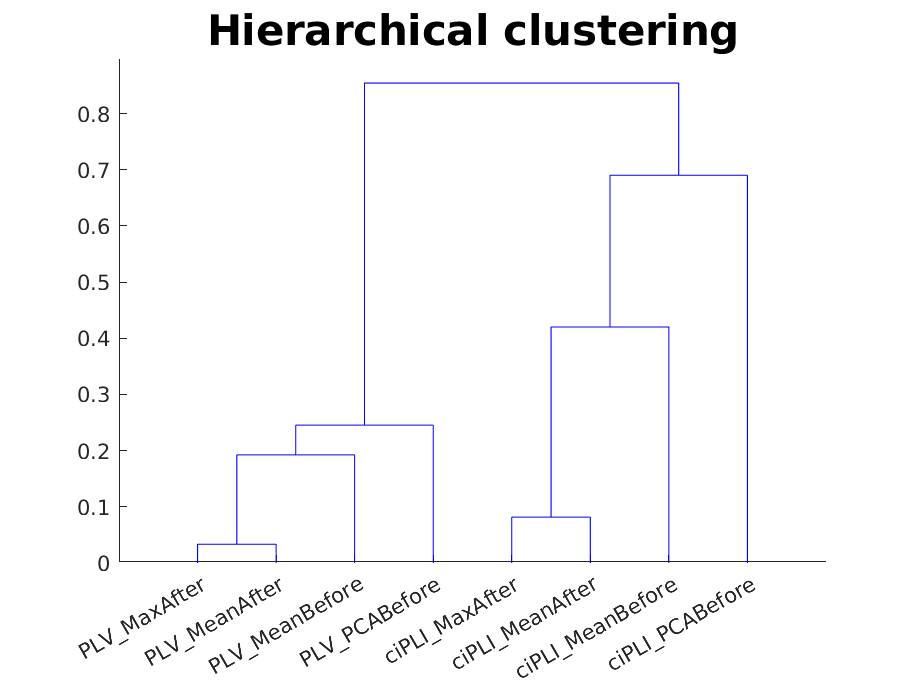 Hierarchical clustering
0.8
0.7
0.6
0.5
0.4
0.3
0.2
0.1
0
PLV_MaxAfter
PLV_MeanAfter
PLV_MeanBefore
PLV_PCABefore
ciPLI_MaxAfter
ciPLI_MeanAfter
ciPLI_MeanBefore
ciPLI_PCABefore